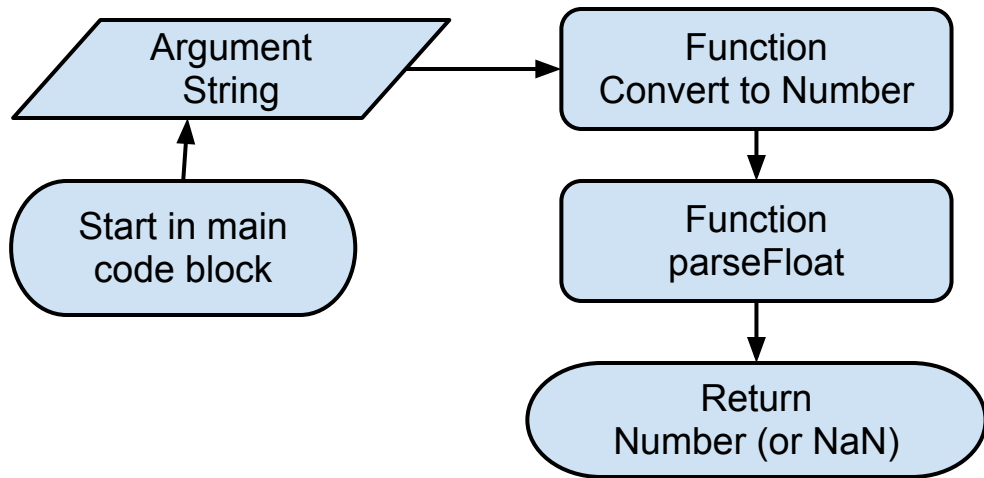 Argument
String
Function
Convert to Number
Start in main
code block
Function
parseFloat
Return
Number (or NaN)